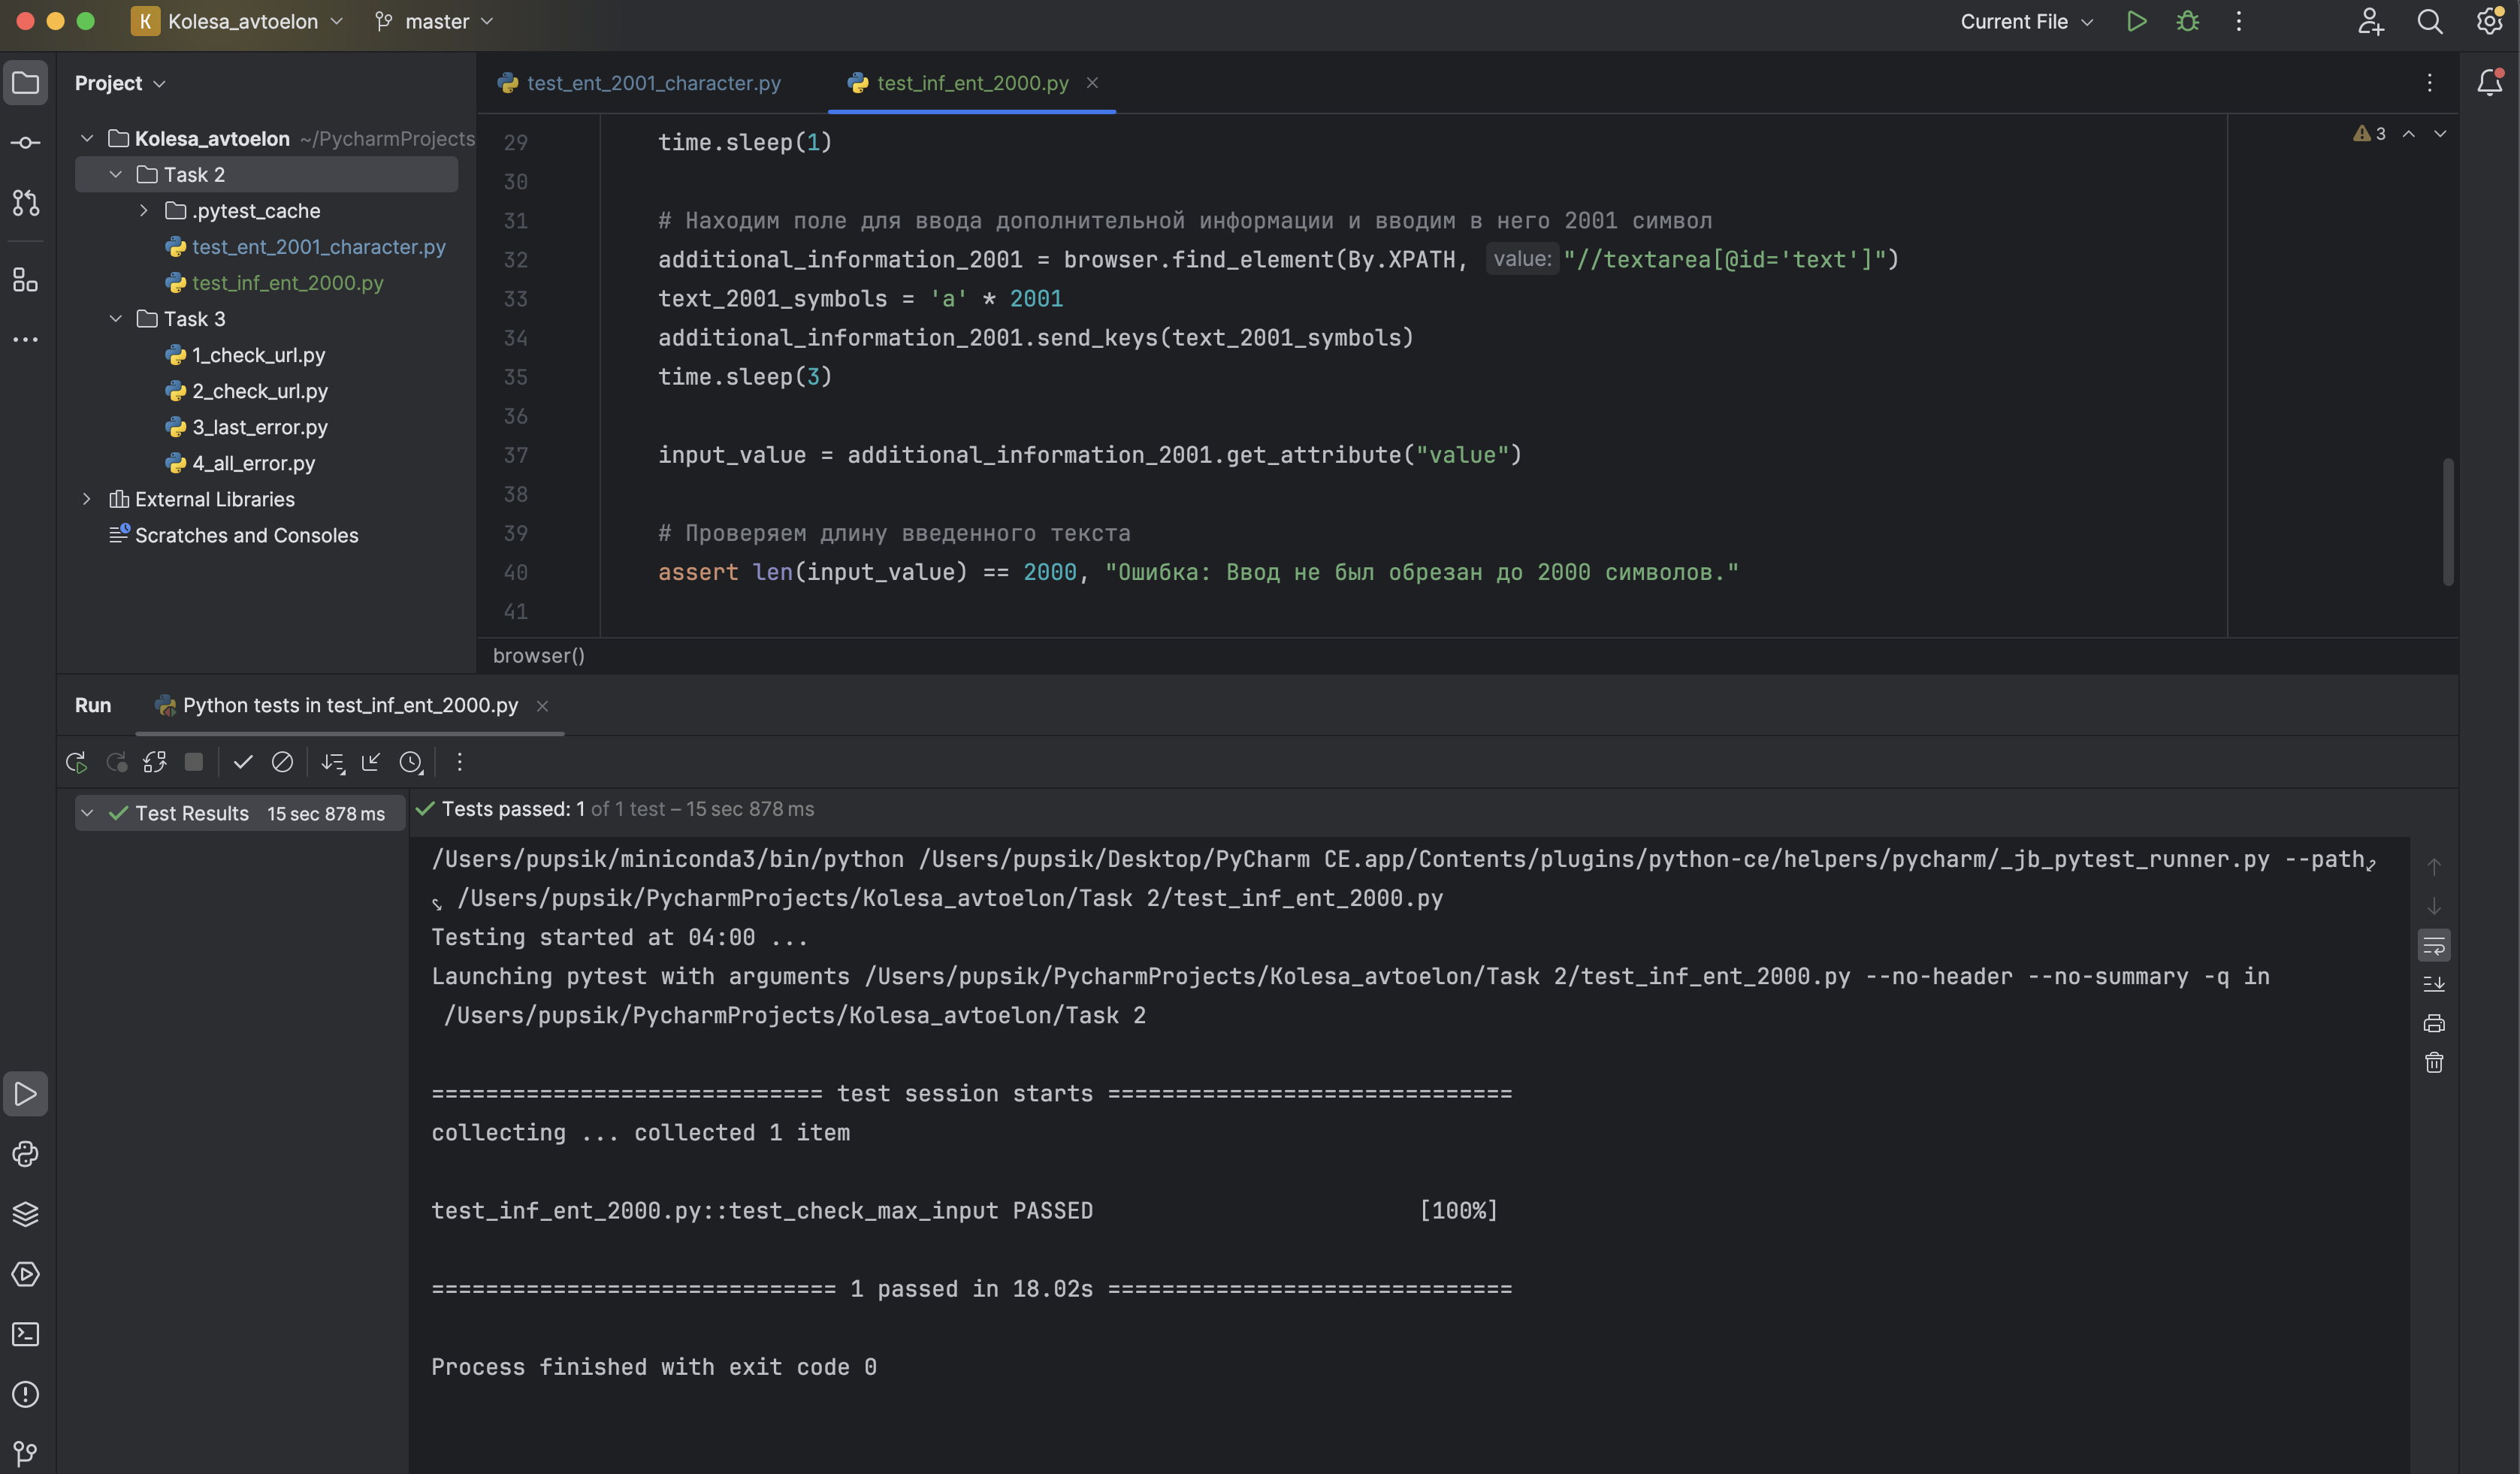 K Kolesa_avtoelon master Current File
Project
test_ent_2001_character.py
test_inf_ent_2000.py
Kolesa_avtoelon ~/PycharmProjects
Task 2
.pytest_cache
test_ent_2001_character.py
test_inf_ent_2000.py
Task 3
1_check_url.py
2_check_url.py
3_last_error.py
4_all_error.py
External Libraries
Scratches and Consoles
3
29 time.sleep(1)
30
31 # Находим поле для ввода дополнительной информации и вводим в него 2001 символ
32 additional_information_2001 = browser.find_element(By.XPATH, value: "//textarea[@id='text']")
33 text_2001_symbols = 'a' * 2001
34 additional_information_2001.send_keys(text_2001_symbols)
35 time.sleep(3)
36
37 input_value = additional_information_2001.get_attribute("value")
38
39 # Проверяем длину введенного текста
40 assert len(input_value) == 2000, "Ошибка: Ввод не был обрезан до 2000 символов."
41
browser()
Run Python tests in test_inf_ent_2000.py
Test Results 15 sec 878 ms
Tests passed: 1 of 1 test – 15 sec 878 ms
/Users/pupsik/miniconda3/bin/python /Users/pupsik/Desktop/PyCharm CE.app/Contents/plugins/python-ce/helpers/pycharm/_jb_pytest_runner.py --path
/Users/pupsik/PycharmProjects/Kolesa_avtoelon/Task 2/test_inf_ent_2000.py
Testing started at 04:00 ...
Launching pytest with arguments /Users/pupsik/PycharmProjects/Kolesa_avtoelon/Task 2/test_inf_ent_2000.py --no-header --no-summary -q in
/Users/pupsik/PycharmProjects/Kolesa_avtoelon/Task 2
============================= test session starts ==============================
collecting ... collected 1 item
test_inf_ent_2000.py::test_check_max_input PASSED [100%]
============================== 1 passed in 18.02s ==============================
Process finished with exit code 0